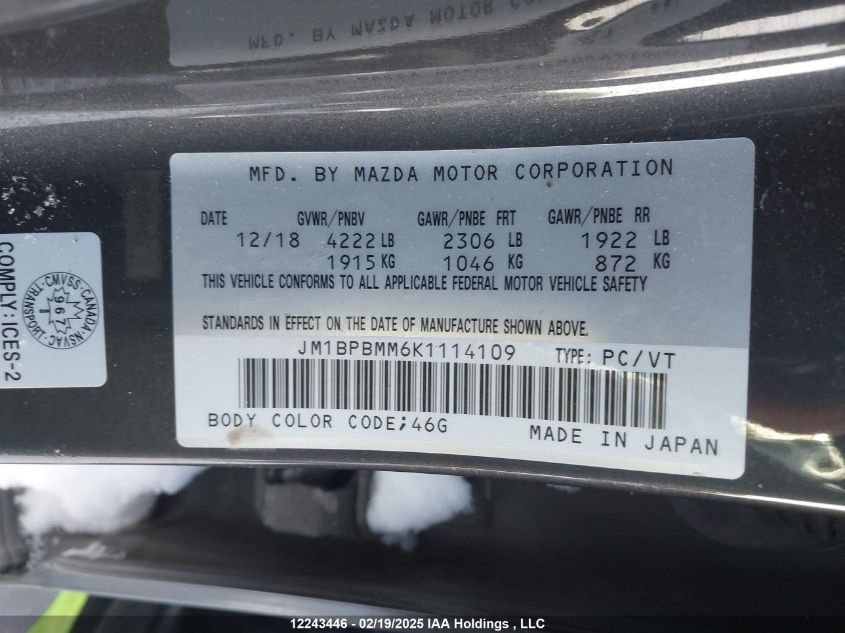 MFD. BY MAZDA MOTOR CORPORATION
DATE GVWR/PNBV GAWR/PNBE FRT GAWR/PNBE RR
12/18 4222 LB 2306 LB 1922 LB
1915 KG 1046 KG 872 KG
THIS VEHICLE CONFORMS TO ALL APPLICABLE FEDERAL MOTOR VEHICLE SAFETY
STANDARDS IN EFFECT ON THE DATE OF MANUFACTURE SHOWN ABOVE.
JM1BPBMM6K1114109 TYPE: PC/VT
BODY COLOR CODE;46G
MADE IN JAPAN
COMPLY: ICES-2
CMVSS·CANADA·NSVAC·TRANSPORT
967
12243446 - 02/19/2025 IAA Holdings , LLC